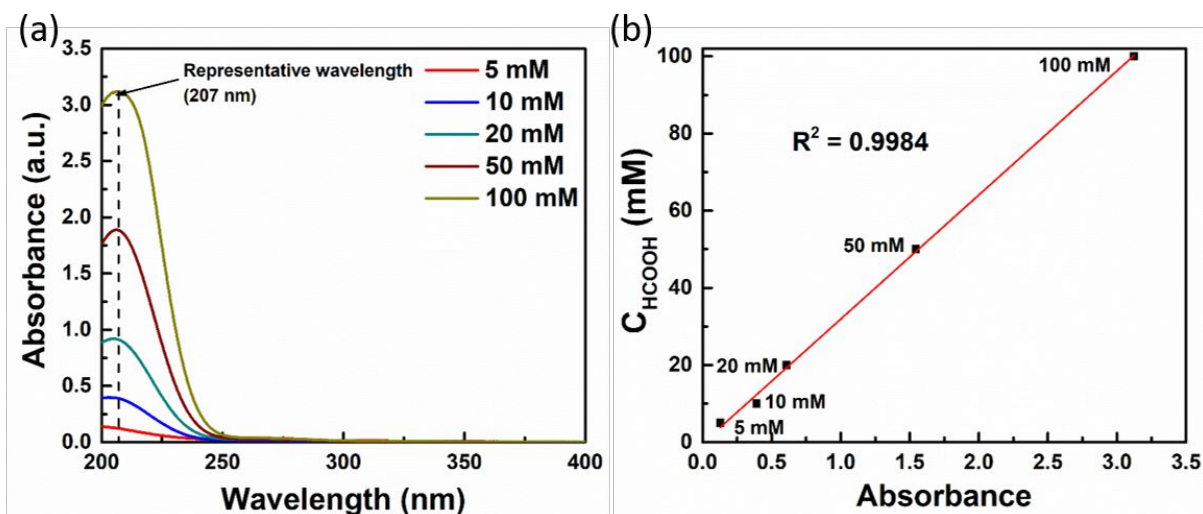 (a)
3.5
3.0
2.5
2.0
1.5
1.0
0.5
0.0
Absorbance (a.u.)
Representative wavelength
(207 nm)
5 mM
10 mM
20 mM
50 mM
100 mM
200 250 300 350 400
Wavelength (nm)
(b)
100
80
60
40
20
0
C_HCOOH (mM)
100 mM
R² = 0.9984
50 mM
20 mM
10 mM
5 mM
0.0 0.5 1.0 1.5 2.0 2.5 3.0 3.5
Absorbance